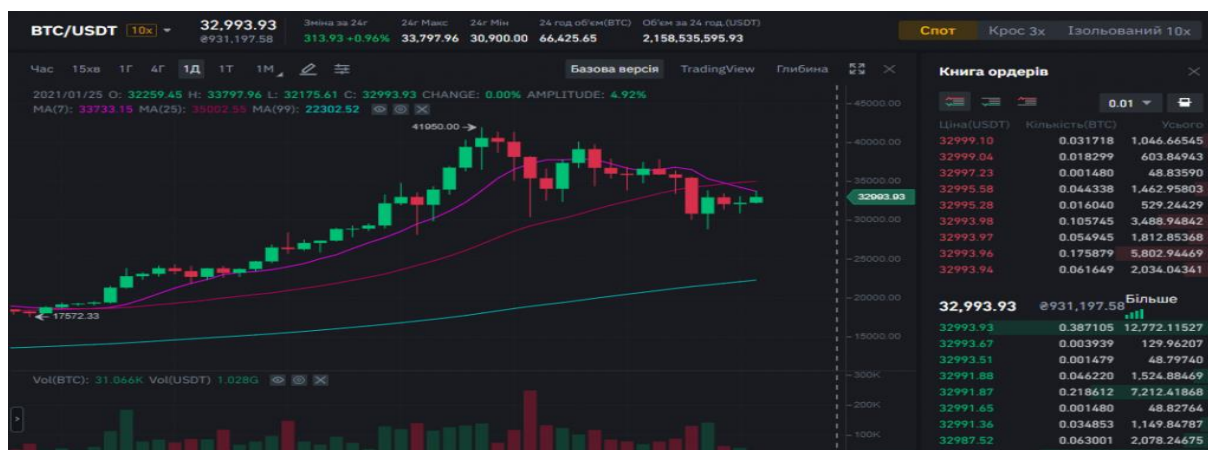 BTC/USDT 10x 32,993.93 Зміна за 24г 24г Макс 24г Мін 24 год об'єм(BTC) Об'єм за 24 год.(USDT)
₴931,197.58 313.93 +0.96% 33,797.96 30,900.00 66,425.65 2,158,535,595.93
Спот Крос 3x Ізольований 10x
Час 15хв 1Г 4Г 1Д 1Т 1М Базова версія TradingView Глибина
2021/01/25 O: 32259.45 H: 33797.96 L: 32175.61 C: 32993.93 CHANGE: 0.00% AMPLITUDE: 4.92%
MA(7): 33733.15 MA(25): 35002.55 MA(99): 22302.52
41950.00
17572.33
45000.00
40000.00
35000.00
32993.93
30000.00
25000.00
20000.00
15000.00
Vol(BTC): 31.066K Vol(USDT) 1.028G
300K
200K
100K
Книга ордерів
0.01
Ціна(USDT) Кількість(BTC) Усього
32999.10 0.031718 1,046.66545
32999.04 0.018299 603.84943
32997.23 0.001480 48.83590
32995.58 0.044338 1,462.95803
32995.28 0.016040 529.24429
32993.98 0.105745 3,488.94842
32993.97 0.054945 1,812.85368
32993.96 0.175879 5,802.94469
32993.94 0.061649 2,034.04341
32,993.93 ₴931,197.58 Більше
32993.93 0.387105 12,772.11527
32993.67 0.003939 129.96207
32993.51 0.001479 48.79740
32991.88 0.046220 1,524.88469
32991.87 0.218612 7,212.41868
32991.65 0.001480 48.82764
32991.36 0.034853 1,149.84787
32987.52 0.063001 2,078.24675